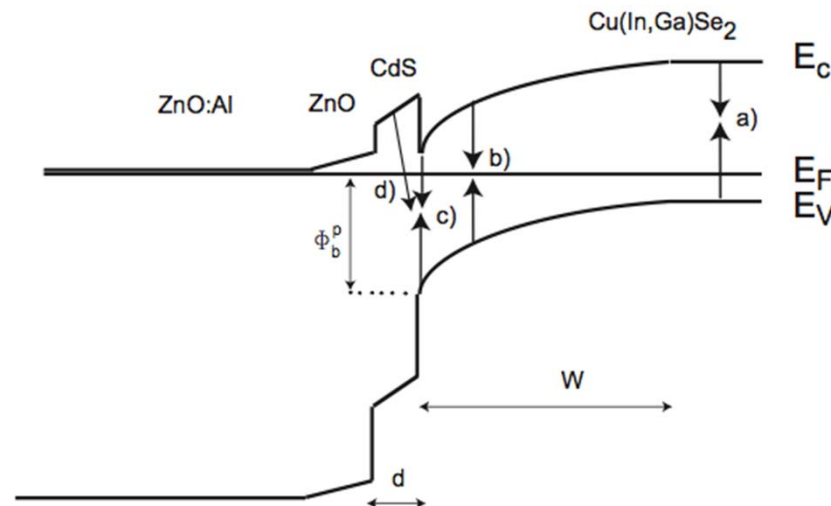 Cu(In,Ga)Se2
Ec
CdS
ZnO:Al
ZnO
a)
b)
EF
d)
c)
EV
Φbp
W
d